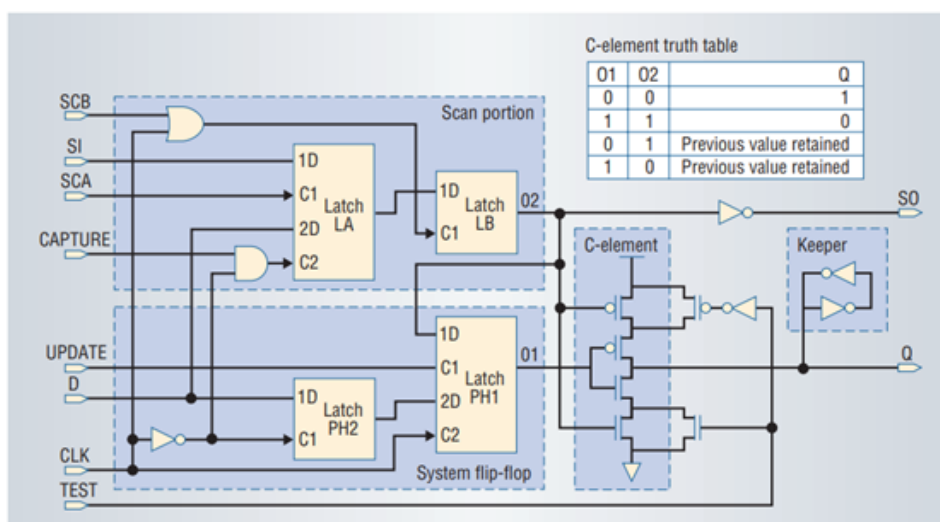 C-element truth table
O1 O2 Q
0 0 1
1 1 0
0 1 Previous value retained
1 0 Previous value retained
SCB
Scan portion
SI
1D
SCA
C1
Latch
LA
1D
O2
SO
2D
Latch
LB
CAPTURE
C1
C2
C-element
Keeper
1D
UPDATE
O1
C1
Latch
PH1
Q
D
1D
2D
Latch
PH2
C1
C2
CLK
System flip-flop
TEST